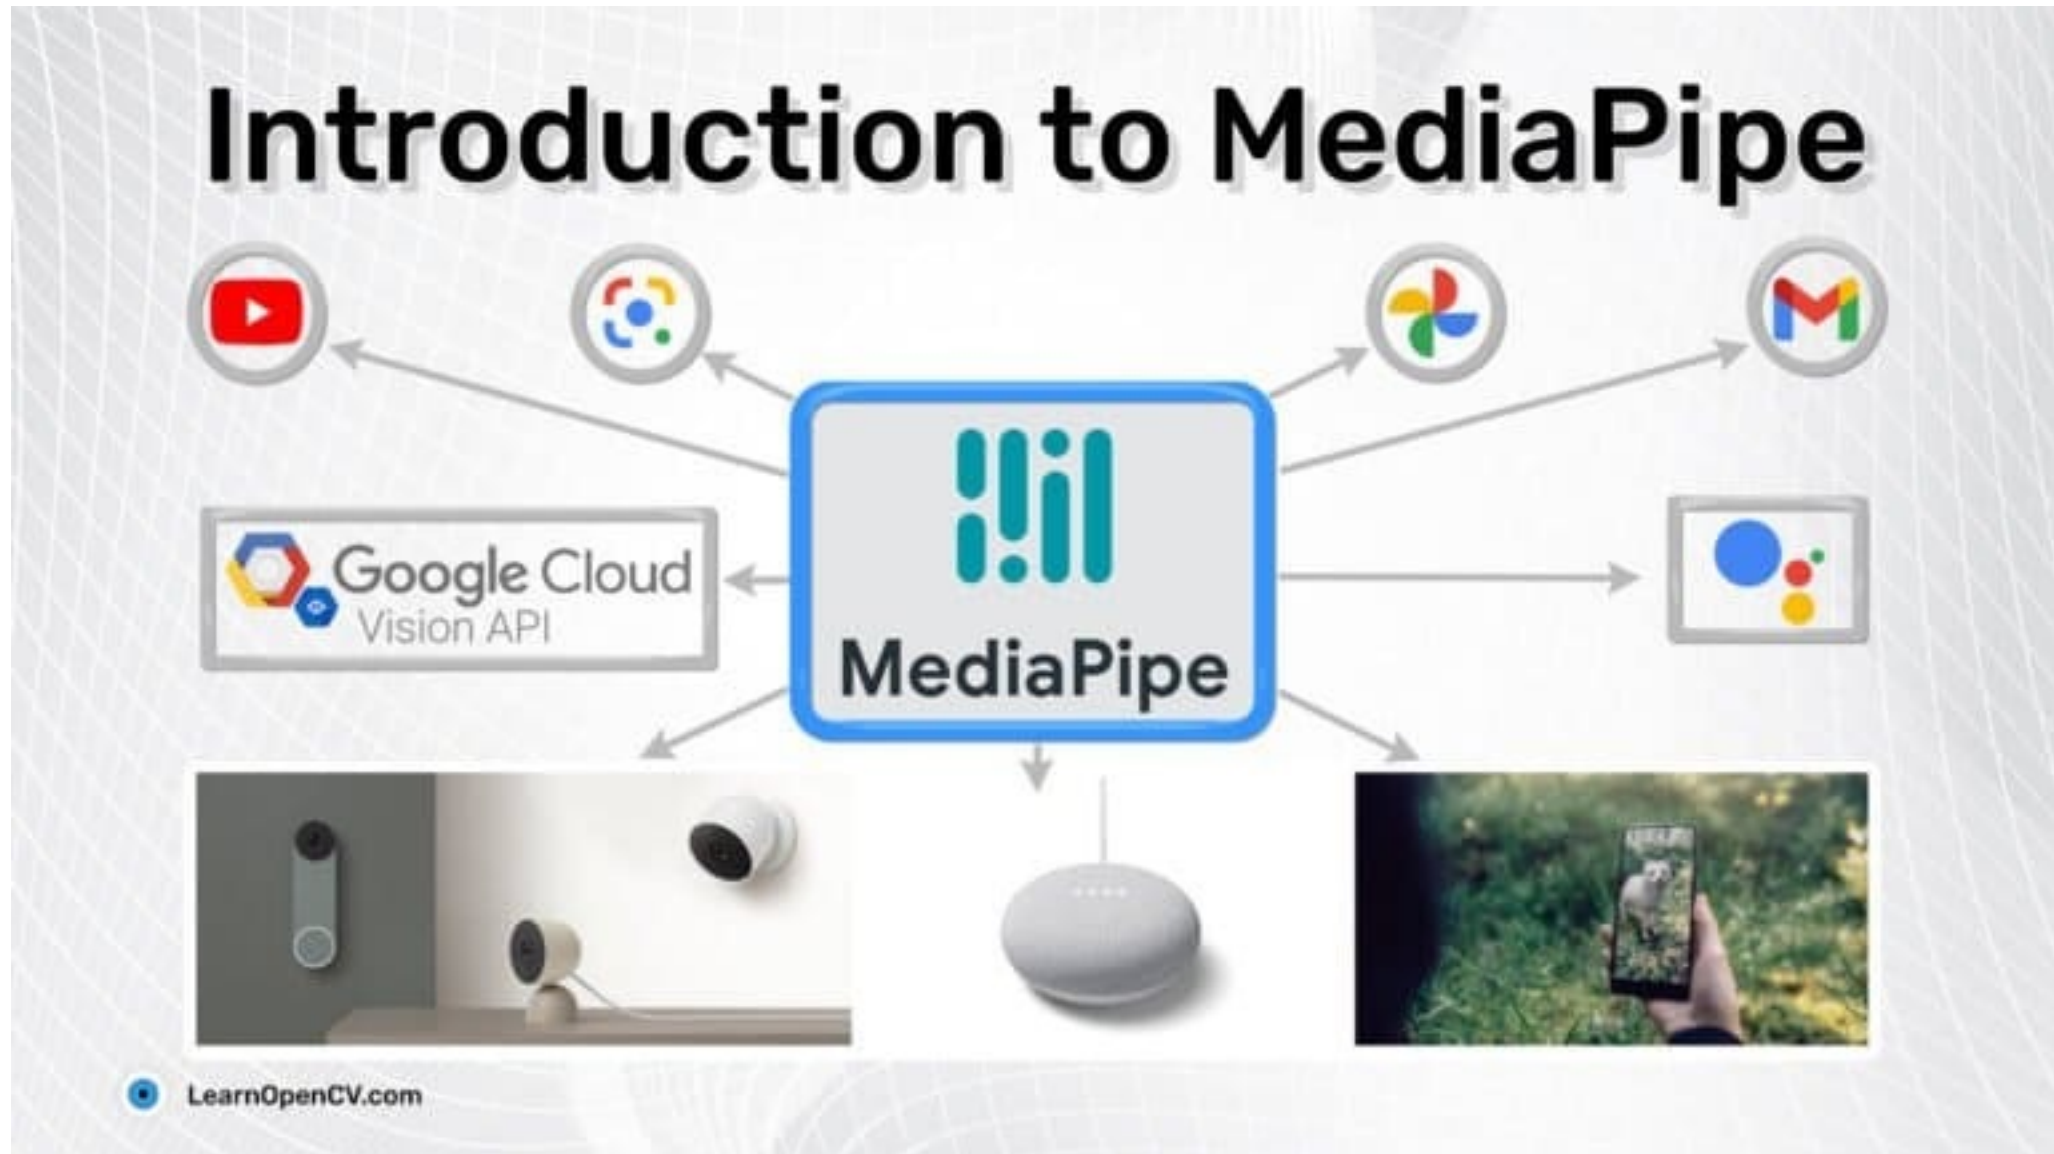 Introduction to MediaPipe
Google Cloud
Vision API
MediaPipe
LearnOpenCV.com